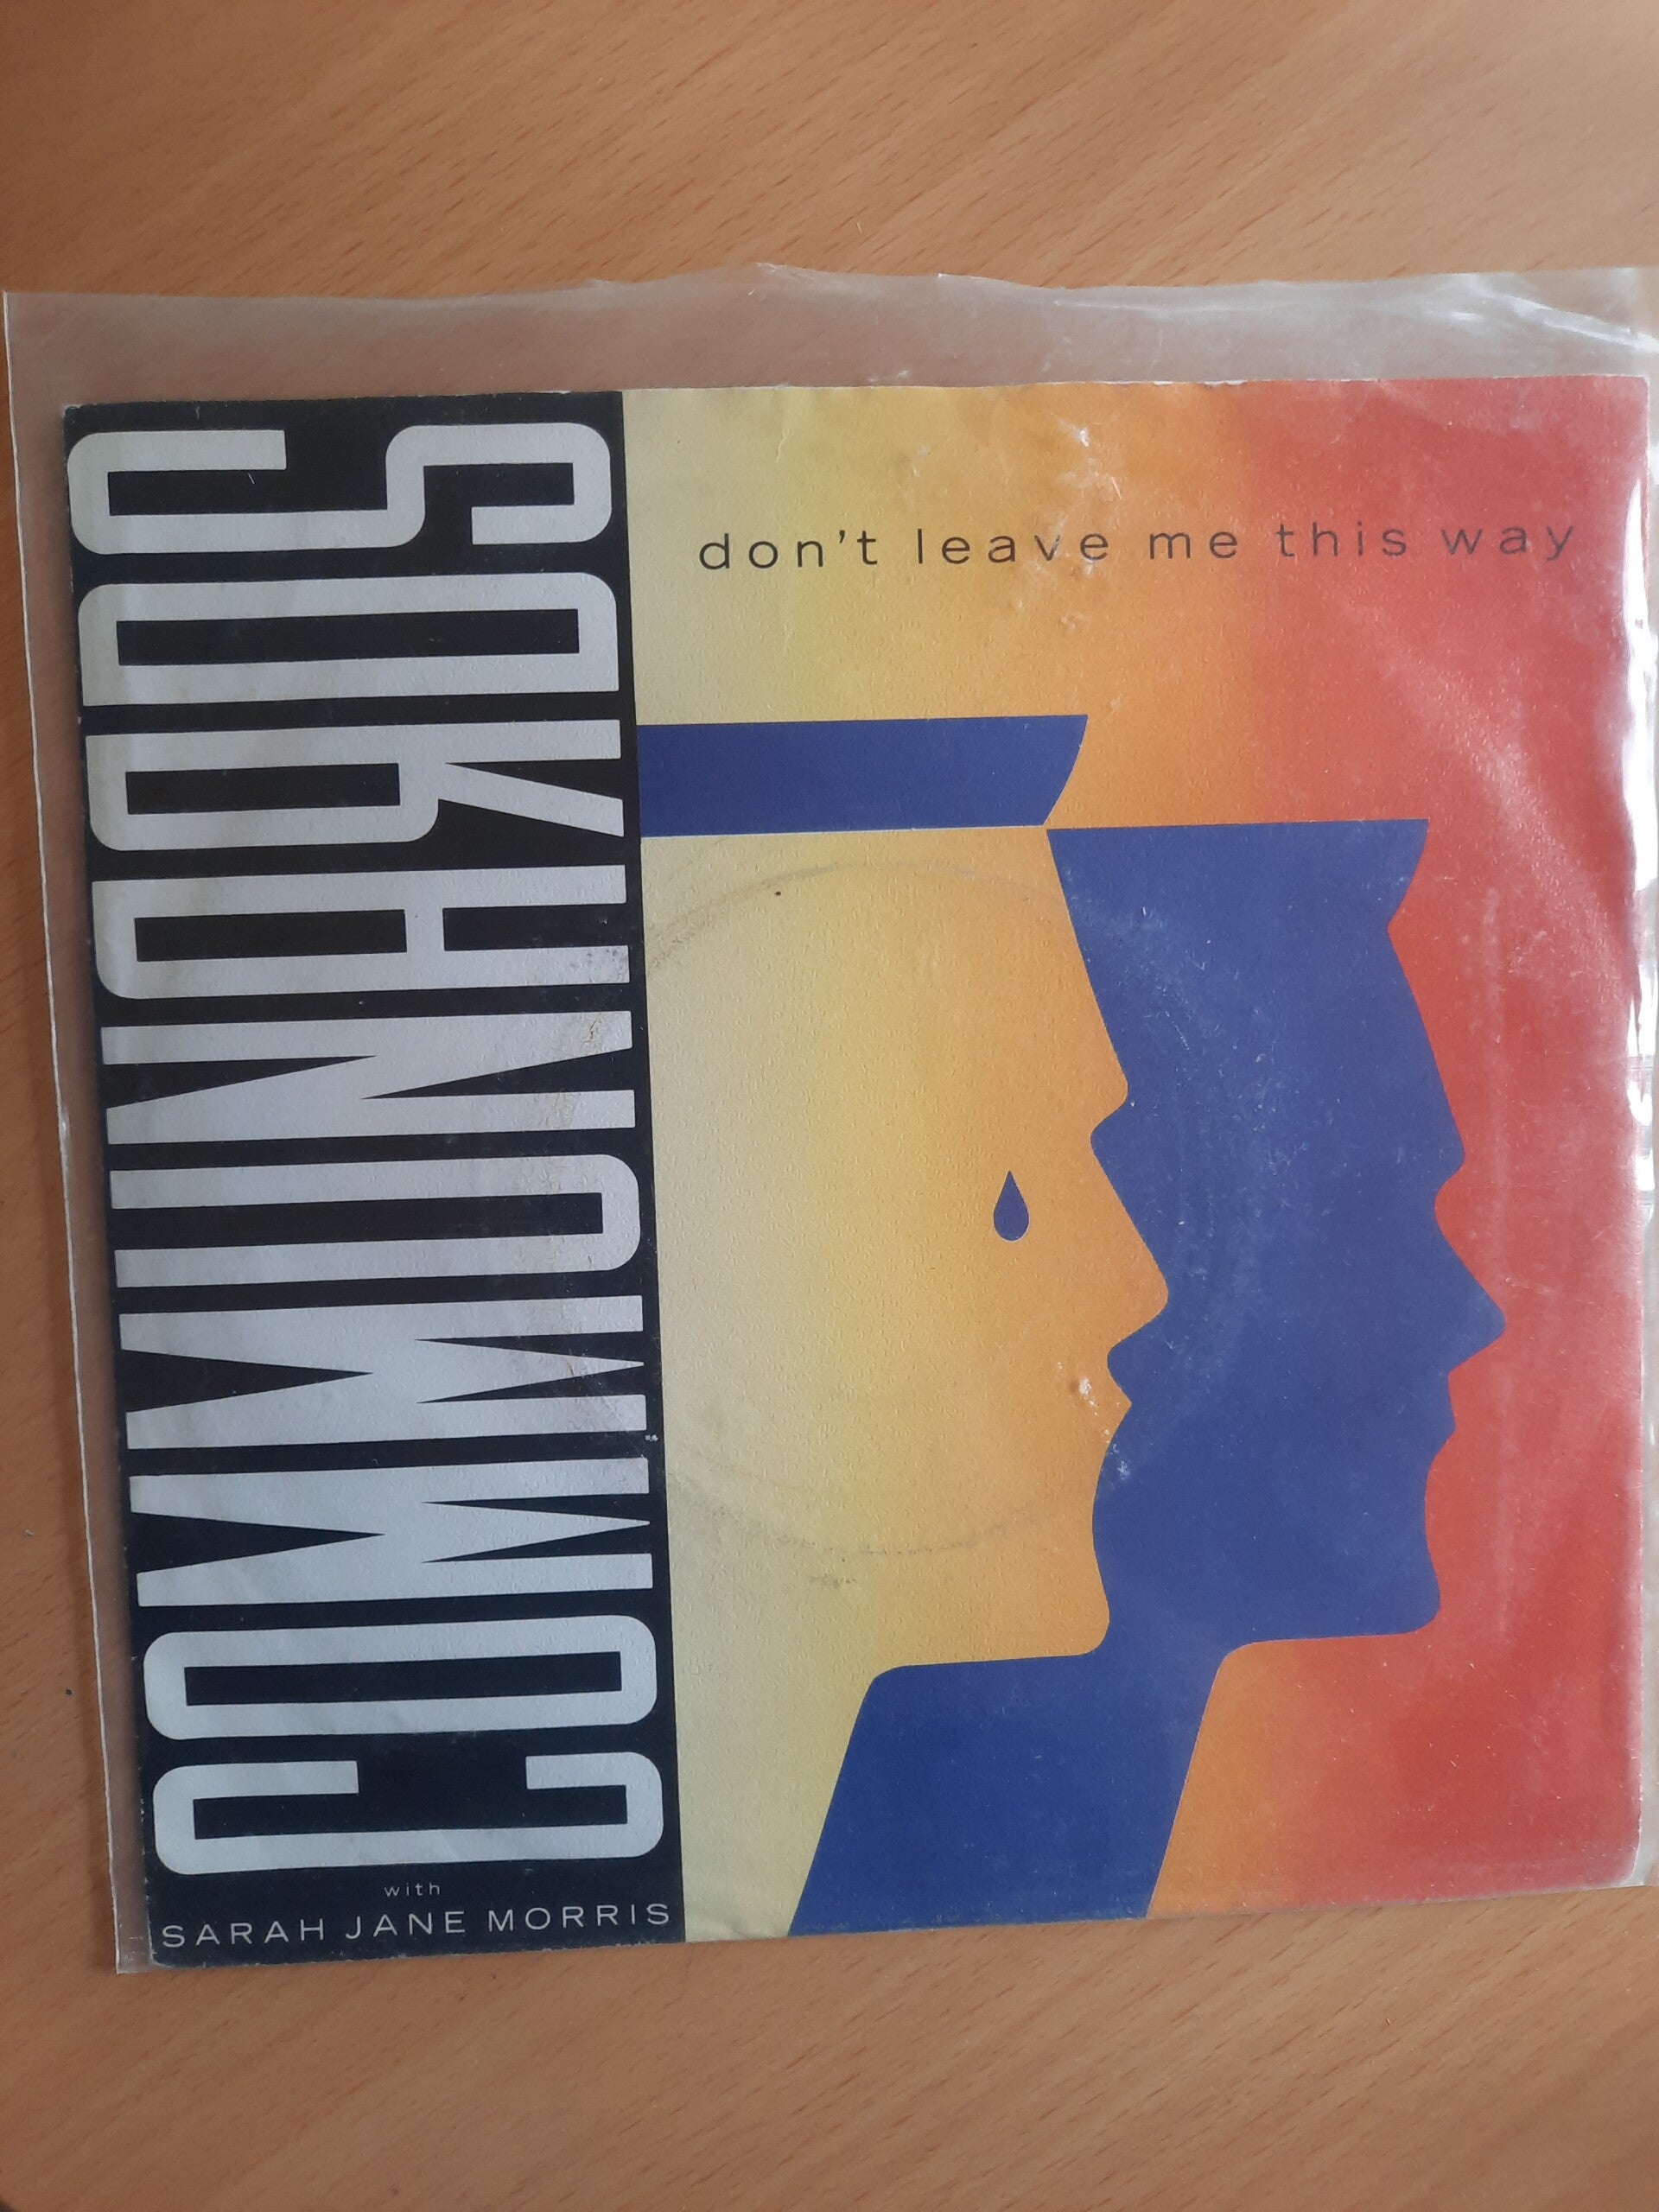 COMMUNARDS
don't leave me this way
with
SARAH JANE MORRIS